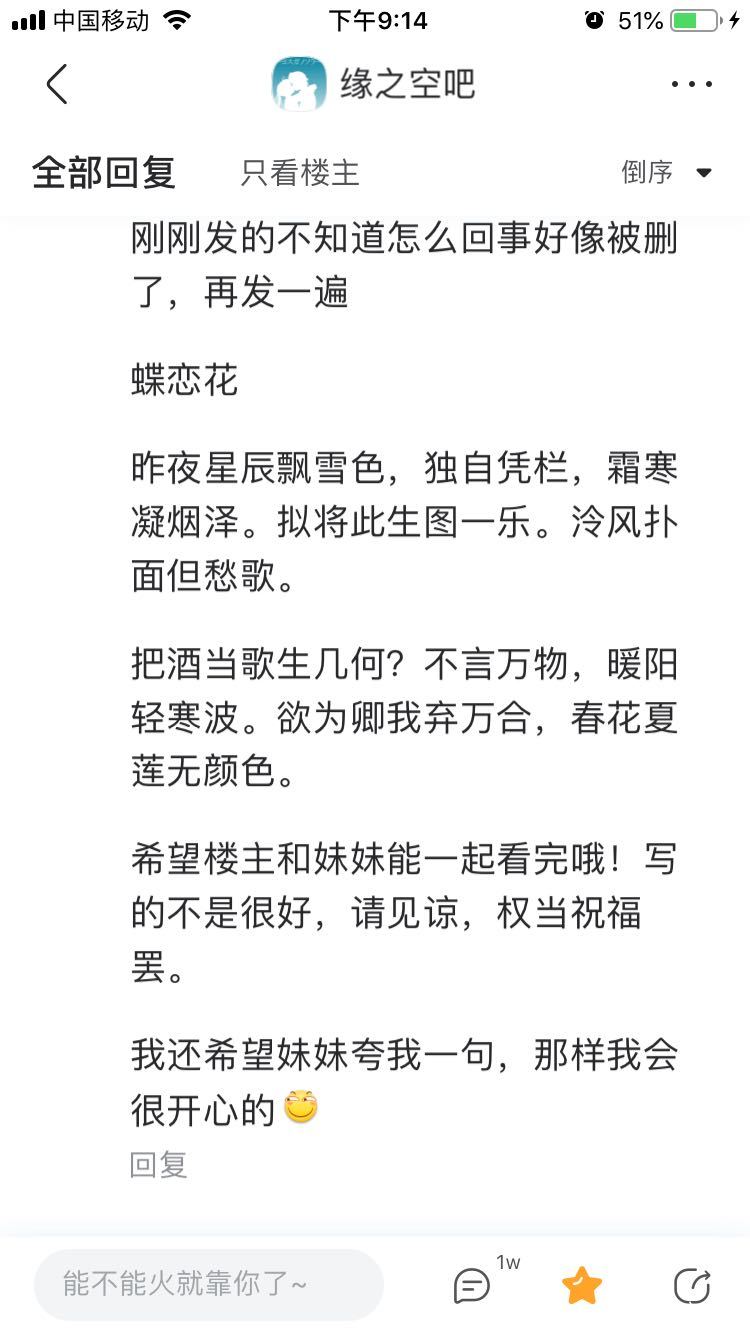 中国移动 下午9:14 51%
缘之空吧
全部回复 只看楼主 倒序
刚刚发的不知道怎么回事好像被删
了，再发一遍
蝶恋花
昨夜星辰飘雪色，独自凭栏，霜寒
凝烟泽。拟将此生图一乐。泠风扑
面但愁歌。
把酒当歌生几何？不言万物，暖阳
轻寒波。欲为卿我弃万合，春花夏
莲无颜色。
希望楼主和妹妹能一起看完哦！写
的不是很好，请见谅，权当祝福
罢。
我还希望妹妹夸我一句，那样我会
很开心的
回复
能不能火就靠你了~ 1w